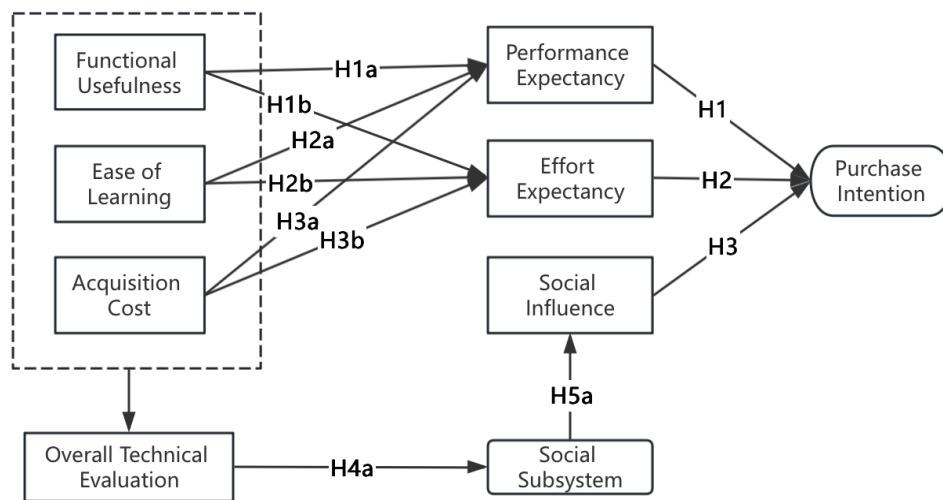 Functional
Usefulness
Ease of
Learning
Acquisition
Cost
Overall Technical
Evaluation
H1a
H1b
H2a
H2b
H3a
H3b
H4a
Performance
Expectancy
Effort
Expectancy
Social
Influence
H5a
Social
Subsystem
H1
H2
H3
Purchase
Intention